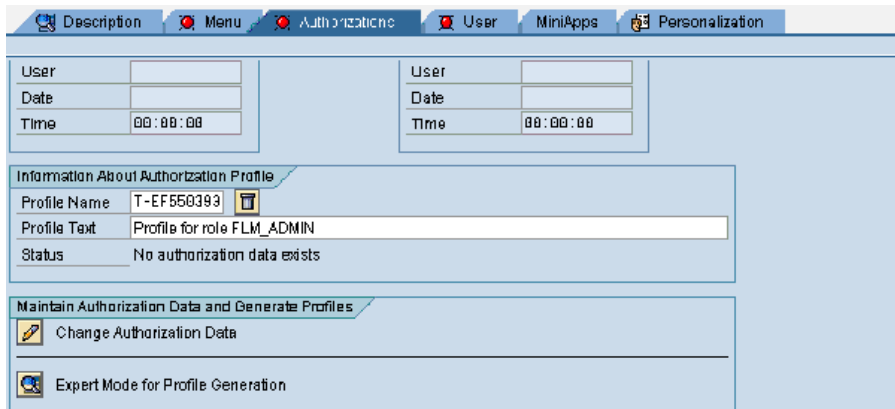 Description Menu Authorizations User MiniApps Personalization
User User
Date Date
Time 00:00:00 Time 00:00:00
Information About Authorization Profile
Profile Name T-EF550393
Profile Text Profile for role FLM_ADMIN
Status No authorization data exists
Maintain Authorization Data and Generate Profiles
Change Authorization Data
Expert Mode for Profile Generation